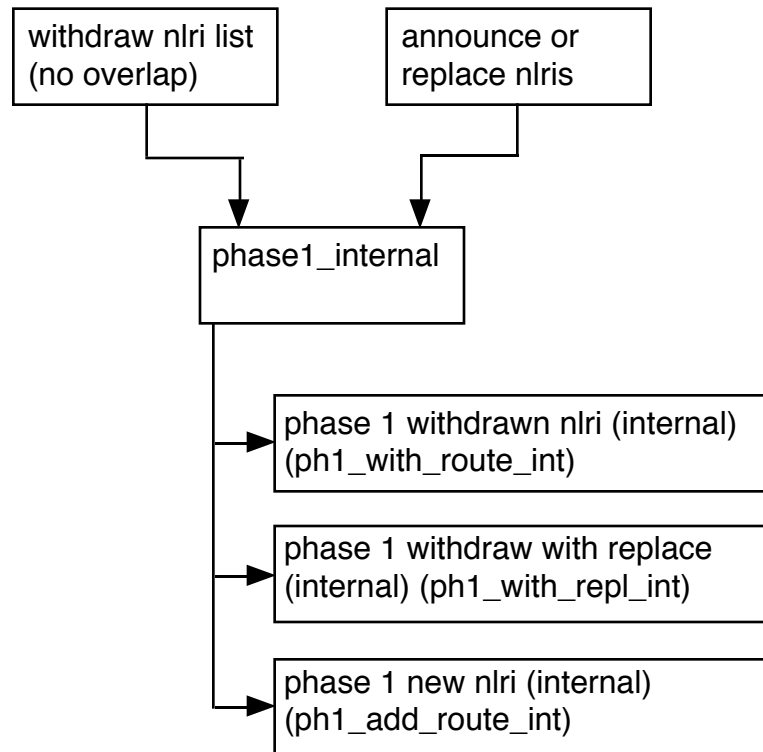 withdraw nlri list
(no overlap)
announce or
replace nlris
phase1_internal
phase 1 withdrawn nlri (internal)
(ph1_with_route_int)
phase 1 withdraw with replace
(internal) (ph1_with_repl_int)
phase 1 new nlri (internal)
(ph1_add_route_int)